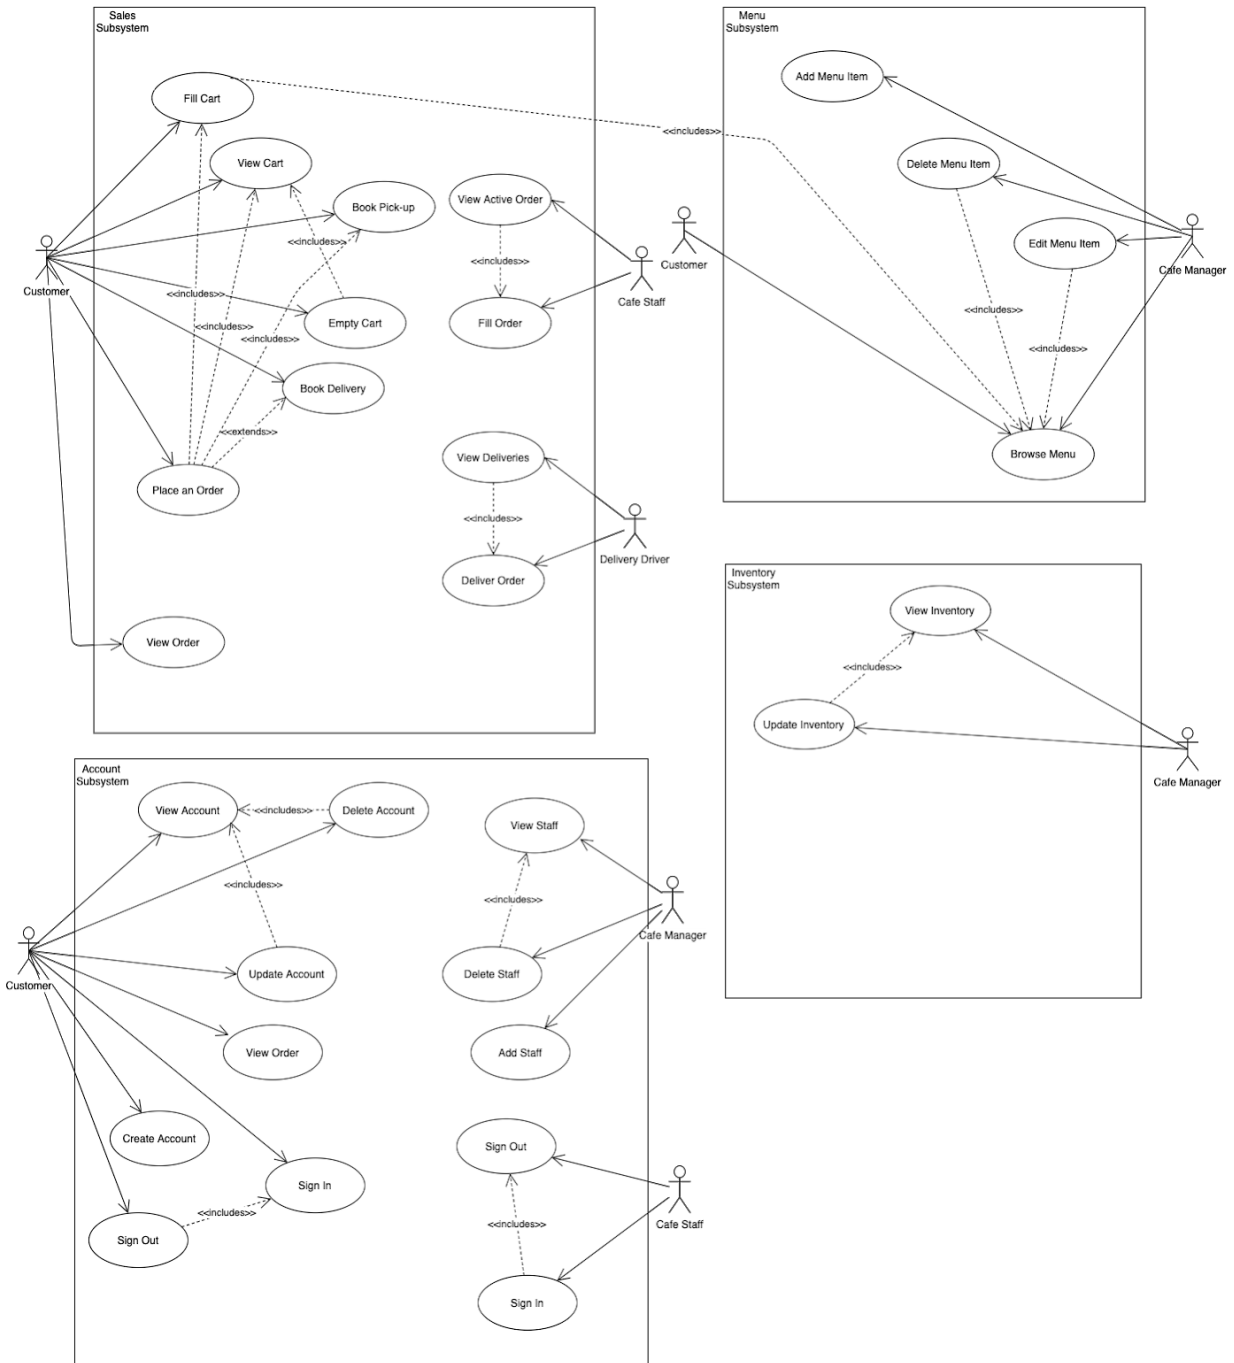 Sales
Subsystem
Fill Cart
View Cart
Book Pick-up
<<includes>>
View Active Order
<<includes>>
Customer
Cafe Staff
<<includes>>
<<includes>>
<<includes>>
Empty Cart
Fill Order
Book Delivery
<<extends>>
Place an Order
View Deliveries
<<includes>>
Deliver Order
Delivery Driver
View Order
Menu
Subsystem
Add Menu Item
<<includes>>
Delete Menu Item
Edit Menu Item
Customer
Cafe Manager
<<includes>>
<<includes>>
Browse Menu
Inventory
Subsystem
View Inventory
<<includes>>
Update Inventory
Cafe Manager
Account
Subsystem
View Account
<<includes>>
Delete Account
View Staff
<<includes>>
<<includes>>
Cafe Manager
Customer
Update Account
Delete Staff
View Order
Add Staff
Create Account
Sign Out
Sign In
<<includes>>
Sign Out
<<includes>>
Cafe Staff
Sign In